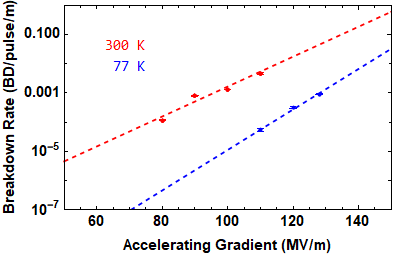 Breakdown Rate (BD/pulse/m)
0.100
0.001
10⁻⁵
10⁻⁷
300 K
77 K
60 80 100 120 140
Accelerating Gradient (MV/m)